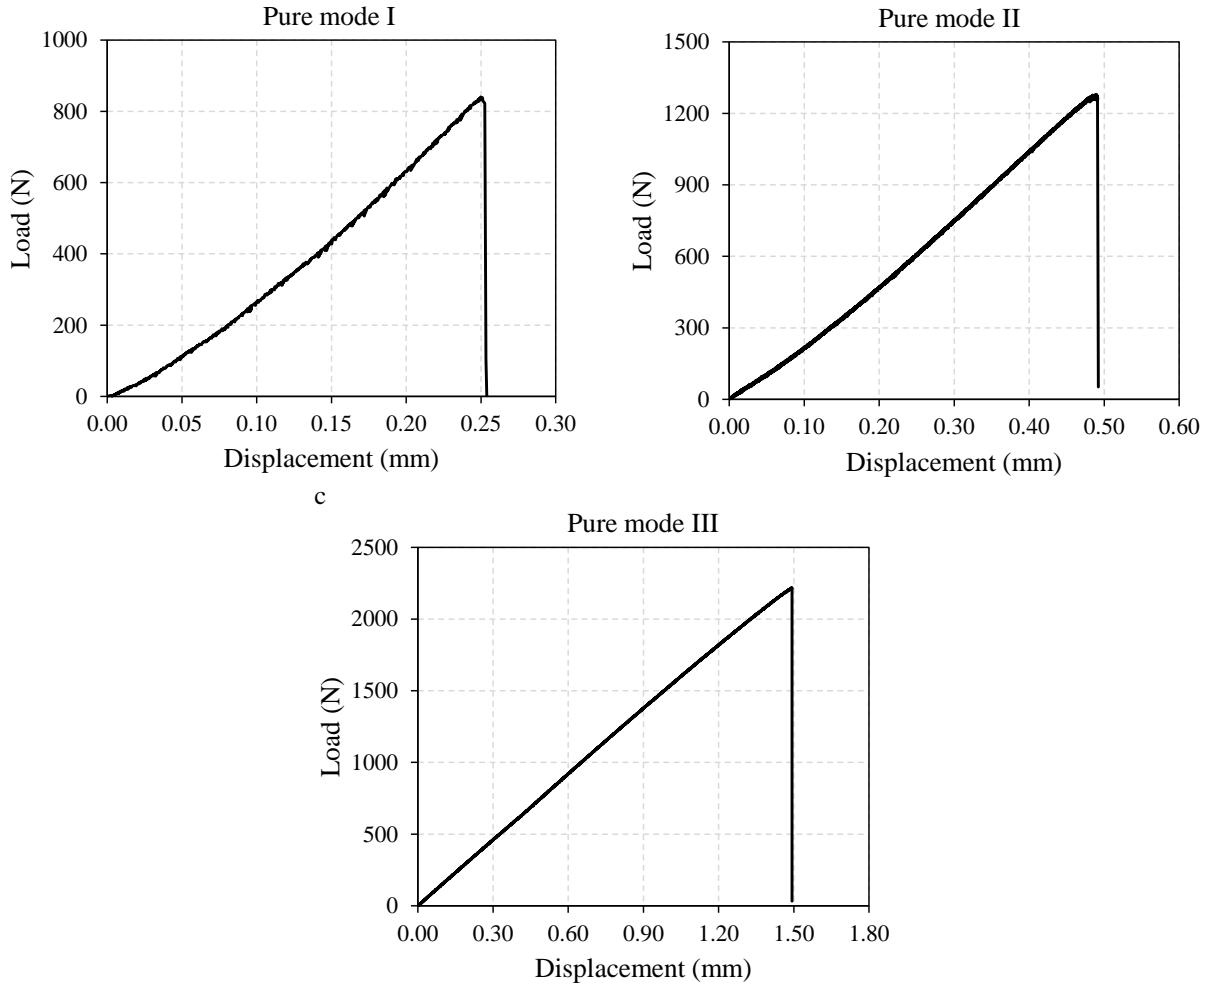 Pure mode I
1000
800
600
400
200
0
Load (N)
0.00 0.05 0.10 0.15 0.20 0.25 0.30
Displacement (mm)
Pure mode II
1500
1200
900
600
300
0
Load (N)
0.00 0.10 0.20 0.30 0.40 0.50 0.60
Displacement (mm)
c
Pure mode III
2500
2000
1500
1000
500
0
Load (N)
0.00 0.30 0.60 0.90 1.20 1.50 1.80
Displacement (mm)